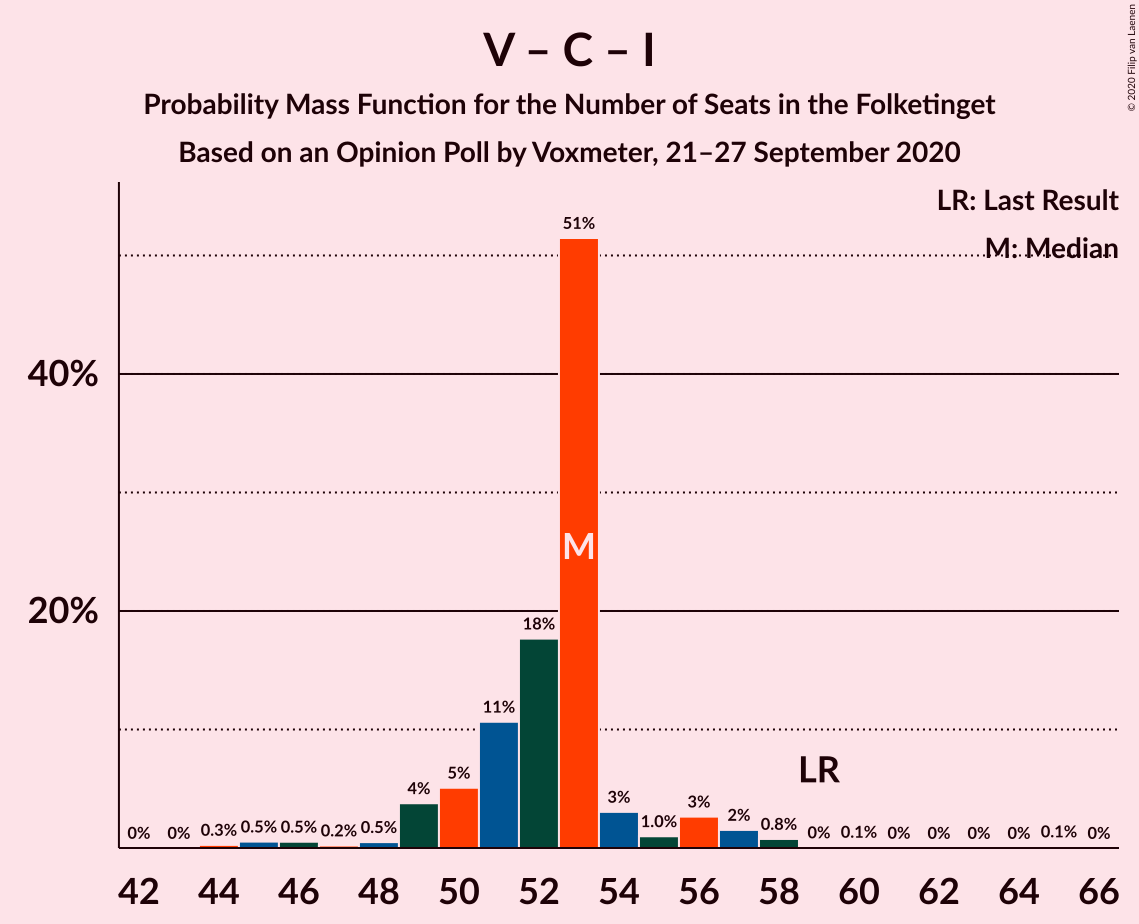 V – C – I
Probability Mass Function for the Number of Seats in the Folketinget
Based on an Opinion Poll by Voxmeter, 21–27 September 2020
© 2020 Filip van Laenen
LR: Last Result
M: Median
51%
40%
M
20%
18%
11%
LR
5%
4%
3%
3%
2%
0% 0% 0.3% 0.5% 0.5% 0.2% 0.5% 1.0% 0.8% 0% 0.1% 0% 0% 0% 0% 0.1% 0%
42 44 46 48 50 52 54 56 58 60 62 64 66